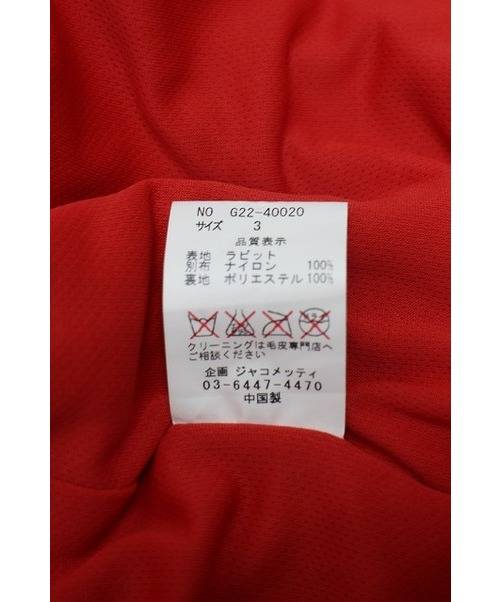 NO G22-40020
サイズ 3
品質表示
表地 ラビット
別布 ナイロン 100%
裏地 ポリエステル100%
クリーニングは毛皮専門店へ
ご相談ください
企画 ジャコメッティ
03-6447-4470
中国製